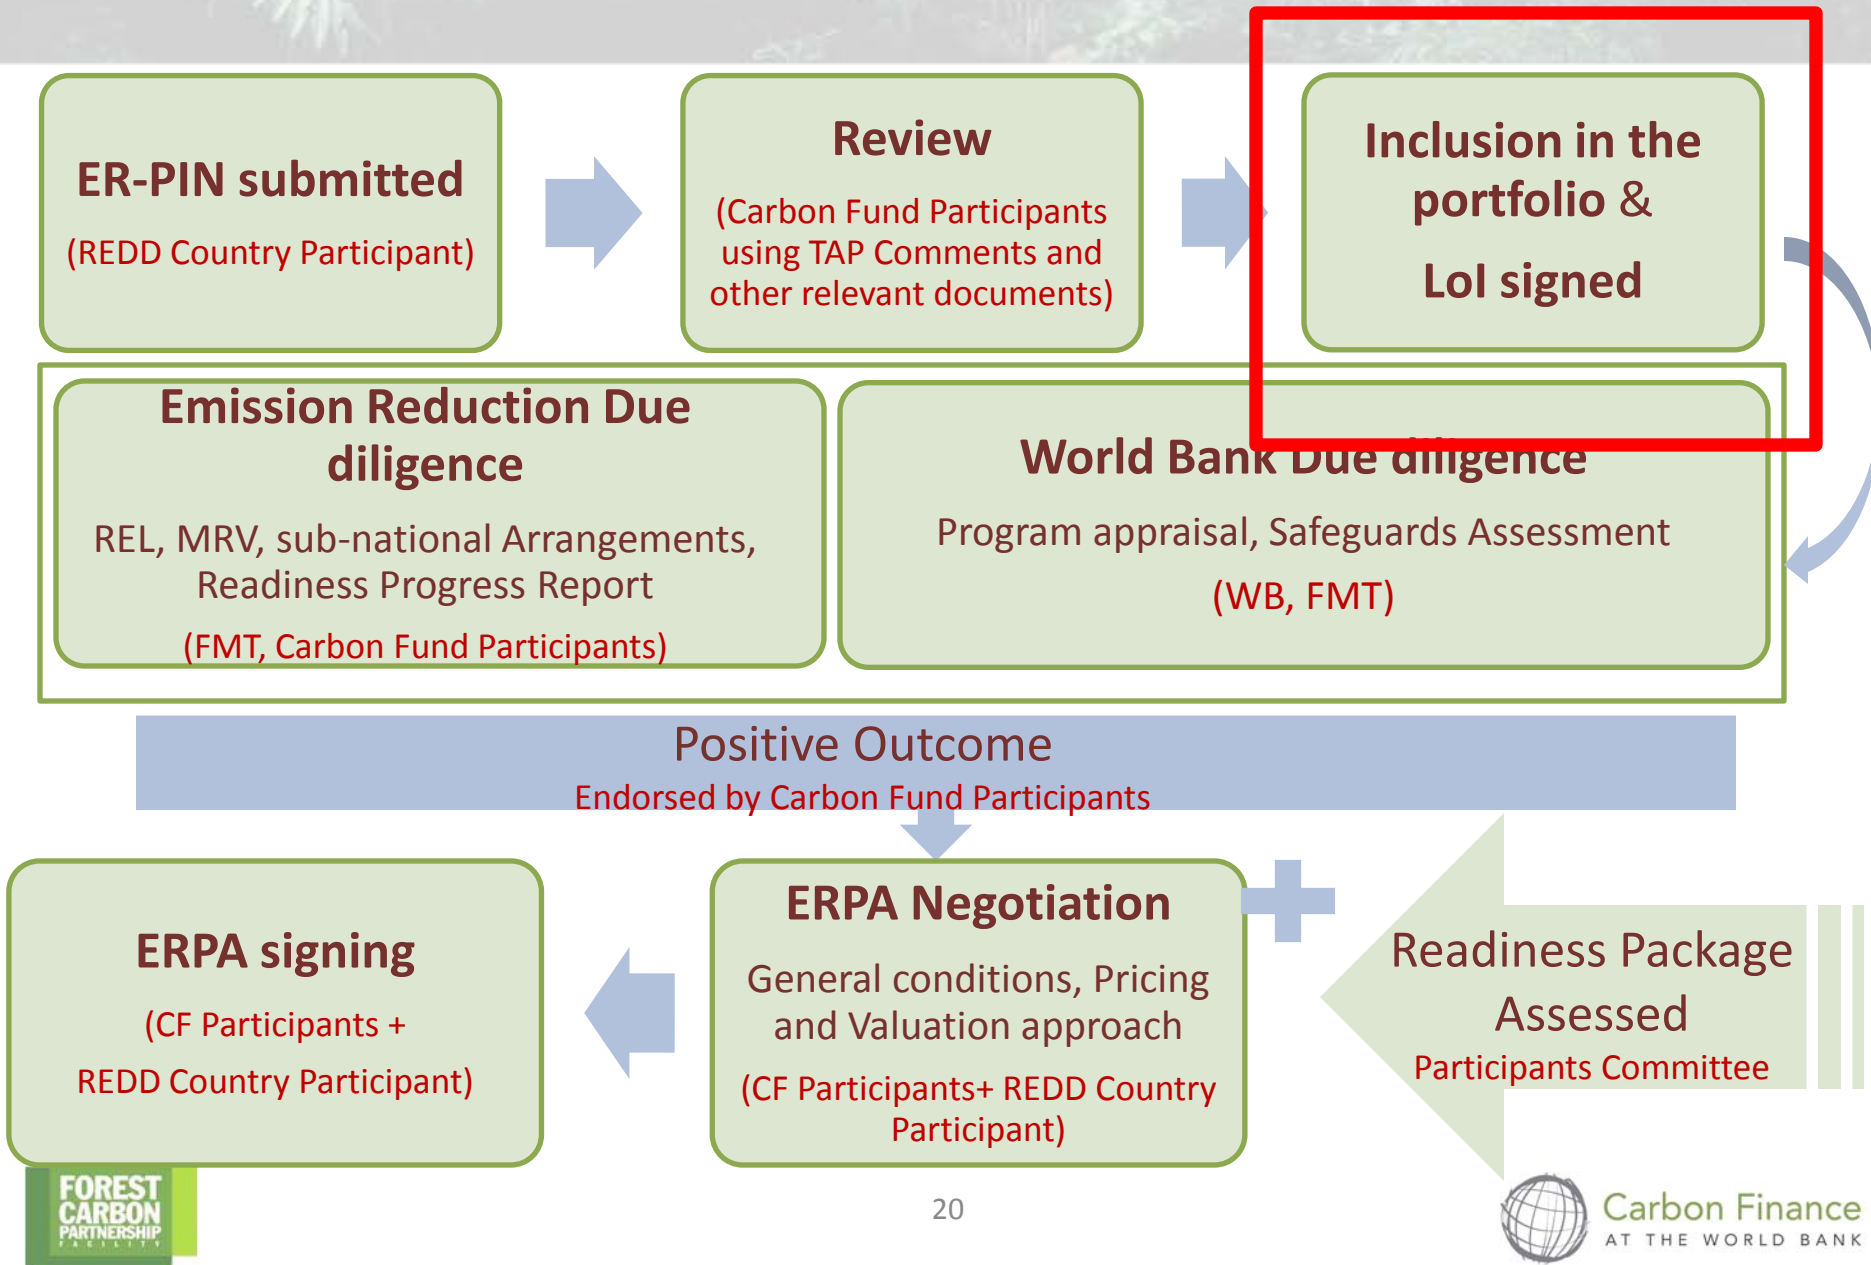 ER-PIN submitted
(REDD Country Participant)
Review
(Carbon Fund Participants
using TAP Comments and
other relevant documents)
Inclusion in the
portfolio &
LoI signed
Emission Reduction Due
diligence
REL, MRV, sub-national Arrangements,
Readiness Progress Report
(FMT, Carbon Fund Participants)
World Bank Due diligence
Program appraisal, Safeguards Assessment
(WB, FMT)
Positive Outcome
Endorsed by Carbon Fund Participants
ERPA signing
(CF Participants +
REDD Country Participant)
ERPA Negotiation
General conditions, Pricing
and Valuation approach
(CF Participants+ REDD Country
Participant)
Readiness Package
Assessed
Participants Committee
FOREST
CARBON
PARTNERSHIP
FACILITY
20
Carbon Finance
AT THE WORLD BANK